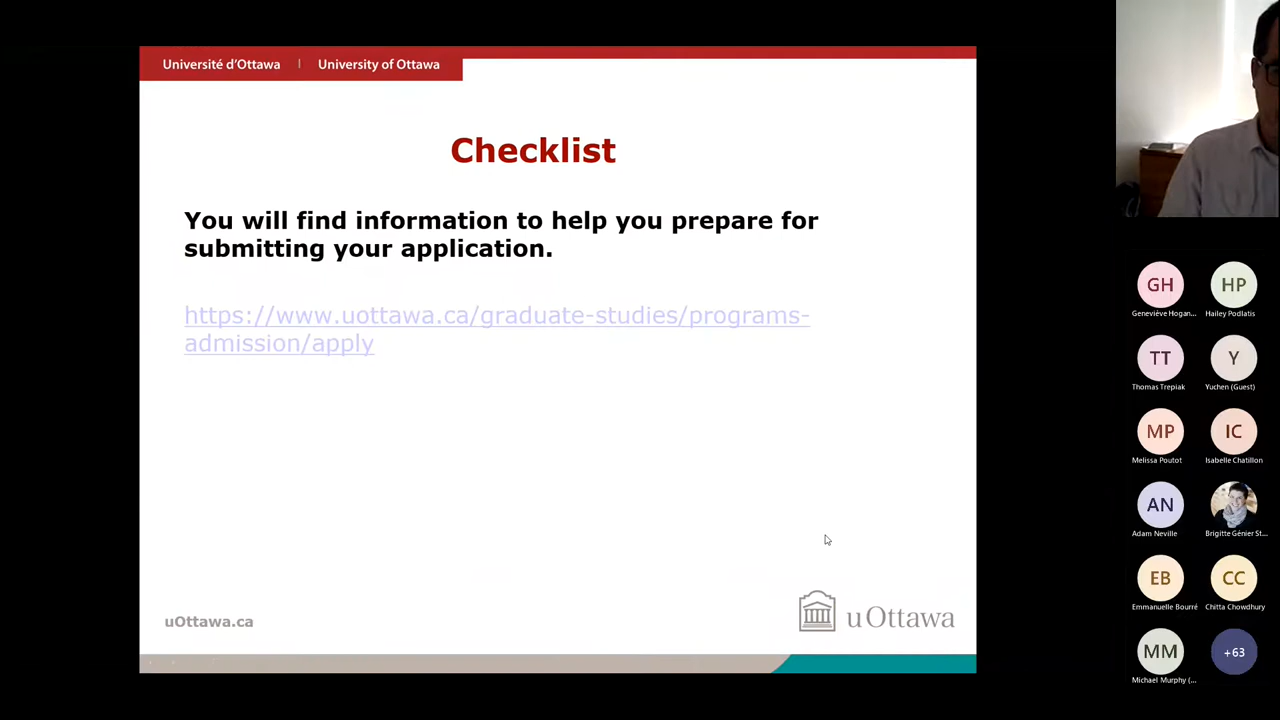 Université d'Ottawa | University of Ottawa
Checklist
You will find information to help you prepare for
submitting your application.
https://www.uottawa.ca/graduate-studies/programs-
admission/apply
uOttawa.ca
uOttawa
GH
HP
Geneviève Hogan...
Hailey Podlatis
TT
Y
Thomas Trepiak
Yuchen (Guest)
MP
IC
Melissa Poutot
Isabelle Chatillon
AN
Adam Neville
Brigitte Génier St...
EB
CC
Emmanuelle Bourré
Chitta Chowdhury
MM
+63
Michael Murphy (...